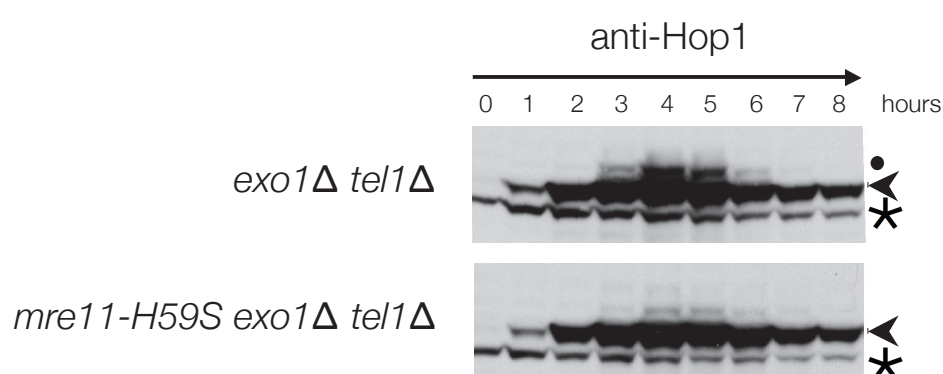 anti-Hop1
0 1 2 3 4 5 6 7 8 hours
exo1Δ tel1Δ
mre11-H59S exo1Δ tel1Δ